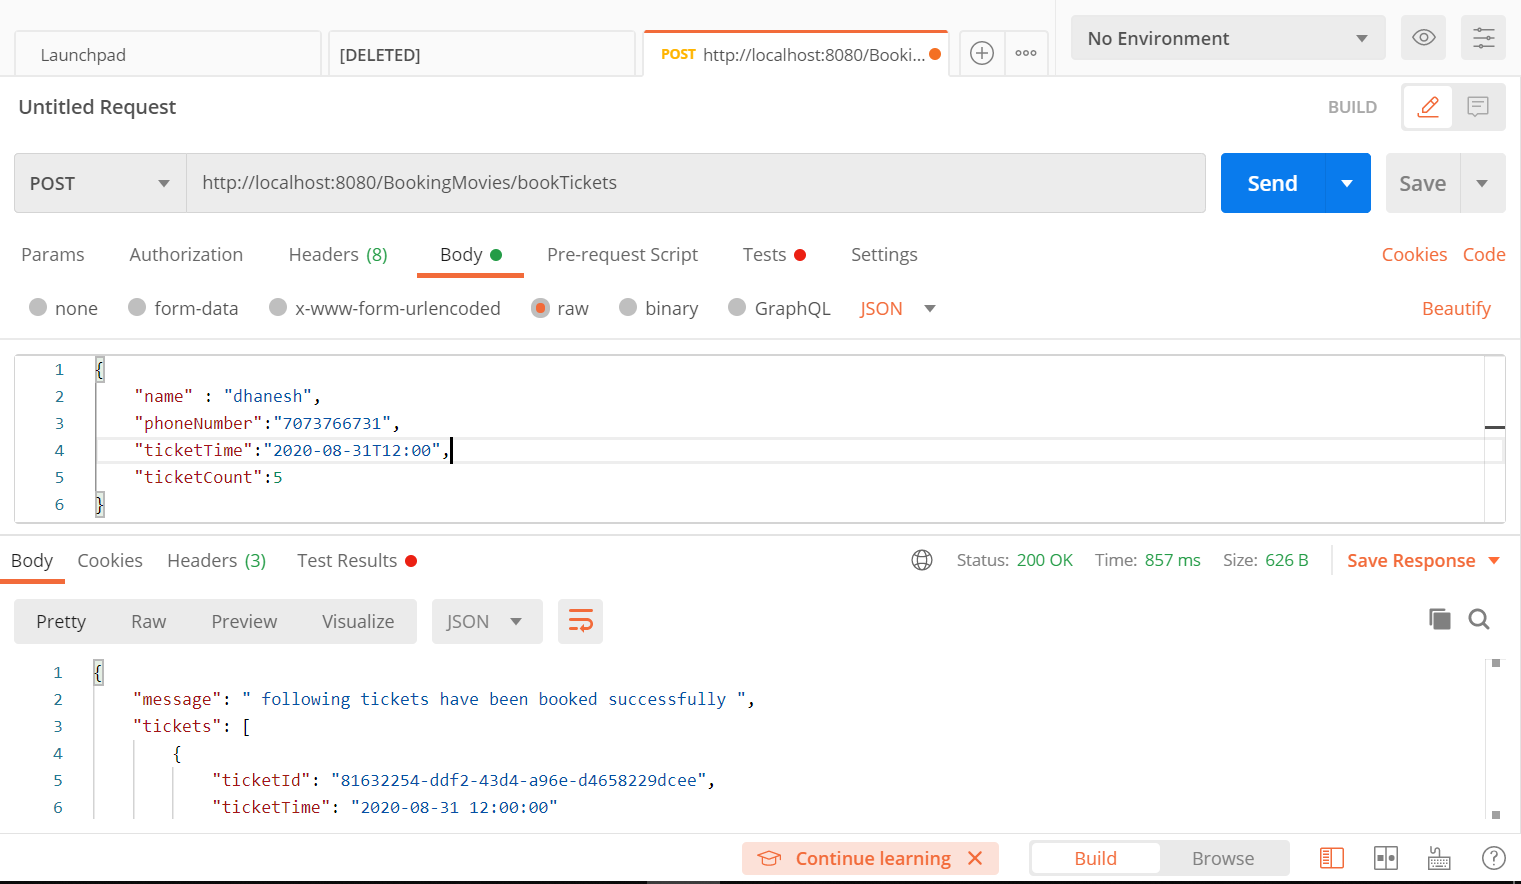 Launchpad
[DELETED]
POST http://localhost:8080/Booki...
No Environment
Untitled Request
BUILD
POST
http://localhost:8080/BookingMovies/bookTickets
Send
Save
Params Authorization Headers (8) Body Pre-request Script Tests Settings Cookies Code
none form-data x-www-form-urlencoded raw binary GraphQL JSON Beautify
1 {
2 "name" : "dhanesh",
3 "phoneNumber":"7073766731",
4 "ticketTime":"2020-08-31T12:00",
5 "ticketCount":5
6 }
Body Cookies Headers (3) Test Results Status: 200 OK Time: 857 ms Size: 626 B Save Response
Pretty Raw Preview Visualize JSON
1 {
2 "message": " following tickets have been booked successfully ",
3 "tickets": [
4 {
5 "ticketId": "81632254-ddf2-43d4-a96e-d4658229dcee",
6 "ticketTime": "2020-08-31 12:00:00"
Continue learning Build Browse